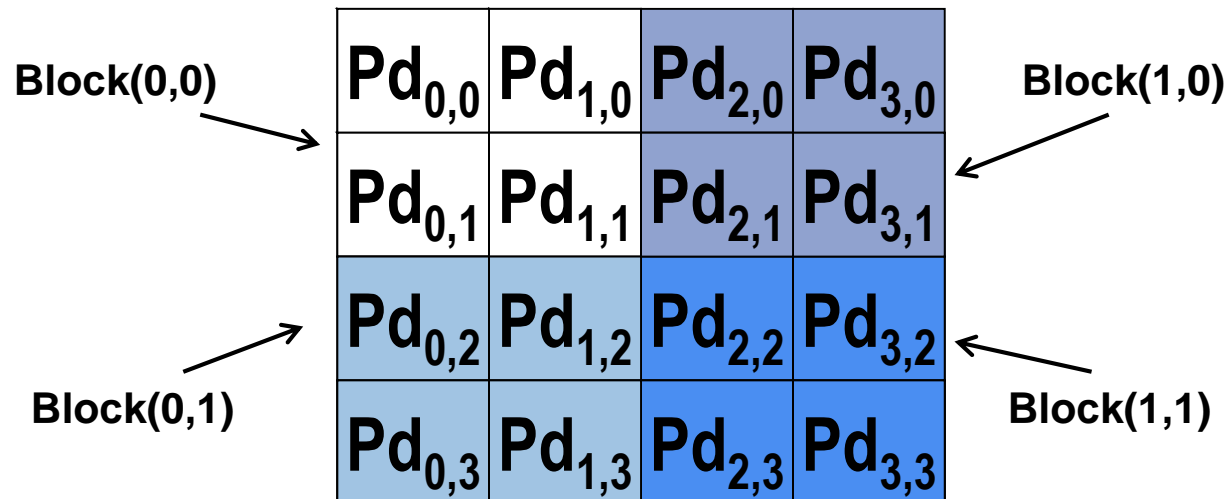 Block(0,0)
Block(1,0)
Pd0,0 Pd1,0 Pd2,0 Pd3,0
Pd0,1 Pd1,1 Pd2,1 Pd3,1
Pd0,2 Pd1,2 Pd2,2 Pd3,2
Pd0,3 Pd1,3 Pd2,3 Pd3,3
Block(0,1)
Block(1,1)